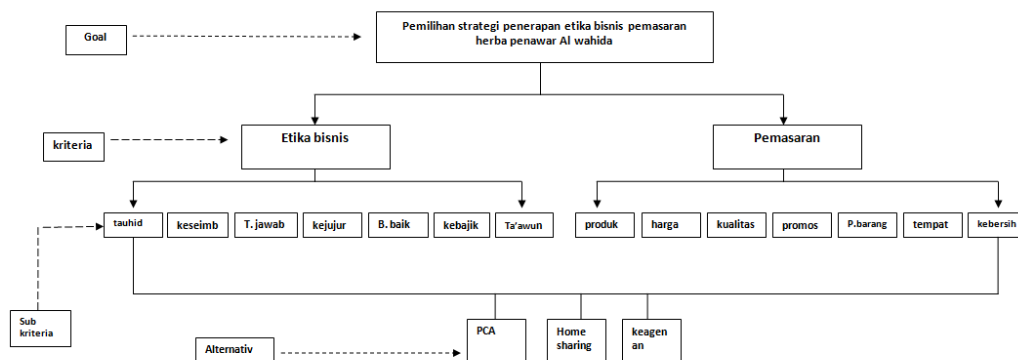 Goal
Pemilihan strategi penerapan etika bisnis pemasaran
herba penawar Al wahida
kriteria
Etika bisnis
Pemasaran
tauhid
keseimb
T. jawab
kejujur
B. baik
kebajik
Ta'awun
produk
harga
kualitas
promos
P.barang
tempat
kebersih
Sub
kriteria
Alternativ
PCA
Home
sharing
keagen
an